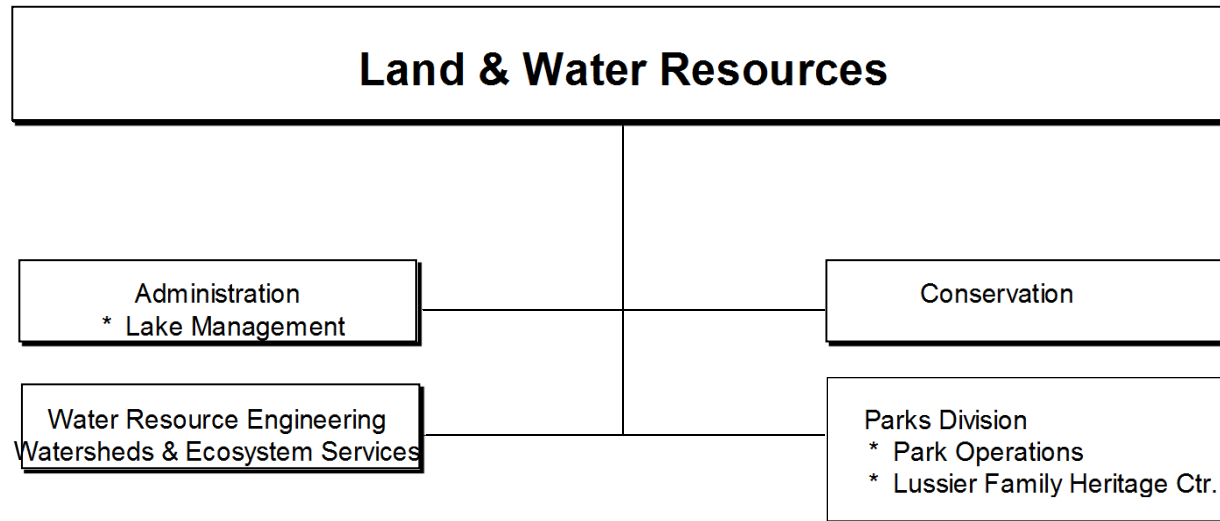 Land & Water Resources
Administration
* Lake Management
Conservation
Water Resource Engineering
Watersheds & Ecosystem Services
Parks Division
* Park Operations
* Lussier Family Heritage Ctr.